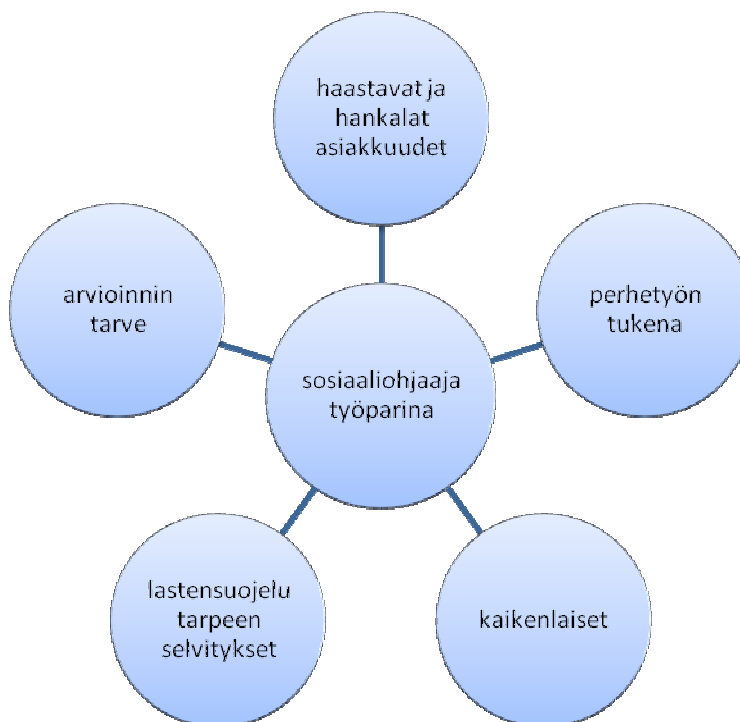 haastavat ja
hankalat
asiakkuudet
arvioinnin
tarve
perhetyön
tukena
sosiaaliohjaaja
työparina
lastensuojelu
tarpeen
selvitykset
kaikenlaiset